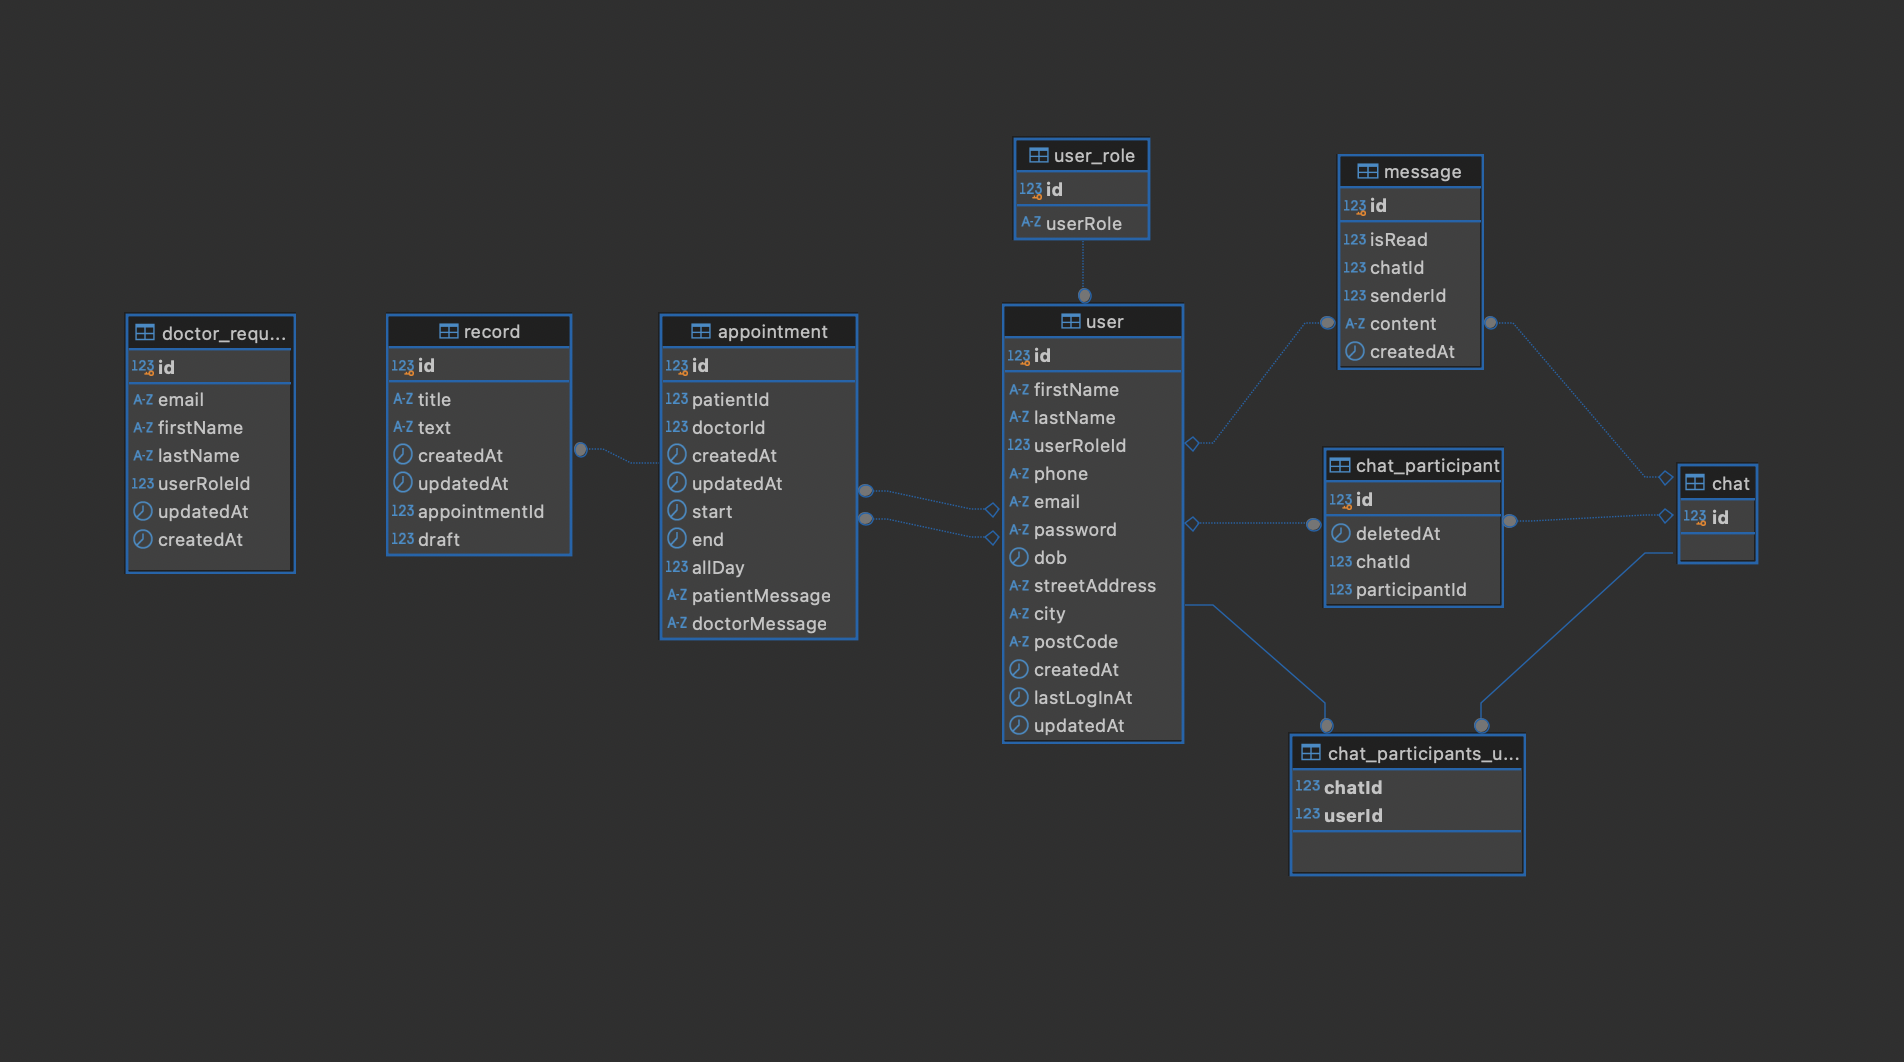 doctor_requ...
123 id
A-Z email
A-Z firstName
A-Z lastName
123 userRoleId
updatedAt
createdAt
record
123 id
A-Z title
A-Z text
createdAt
updatedAt
123 appointmentId
123 draft
appointment
123 id
123 patientId
123 doctorId
createdAt
updatedAt
start
end
123 allDay
A-Z patientMessage
A-Z doctorMessage
user_role
123 id
A-Z userRole
user
123 id
A-Z firstName
A-Z lastName
123 userRoleId
A-Z phone
A-Z email
A-Z password
dob
A-Z streetAddress
A-Z city
A-Z postCode
createdAt
lastLogInAt
updatedAt
message
123 id
123 isRead
123 chatId
123 senderId
A-Z content
createdAt
chat_participant
123 id
deletedAt
123 chatId
123 participantId
chat
123 id
chat_participants_u...
123 chatId
123 userId